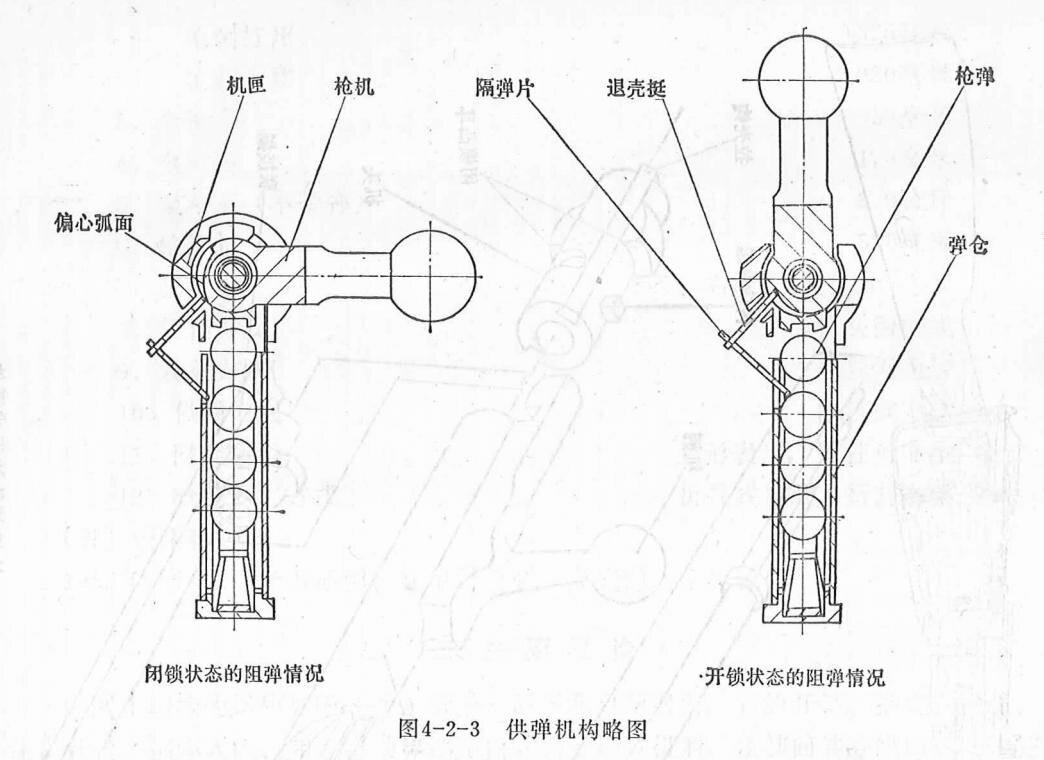 机匣
枪机
隔弹片
退壳挺
枪弹
偏心弧面
弹仓
闭锁状态的阻弹情况
开锁状态的阻弹情况
图4-2-3 供弹机构略图